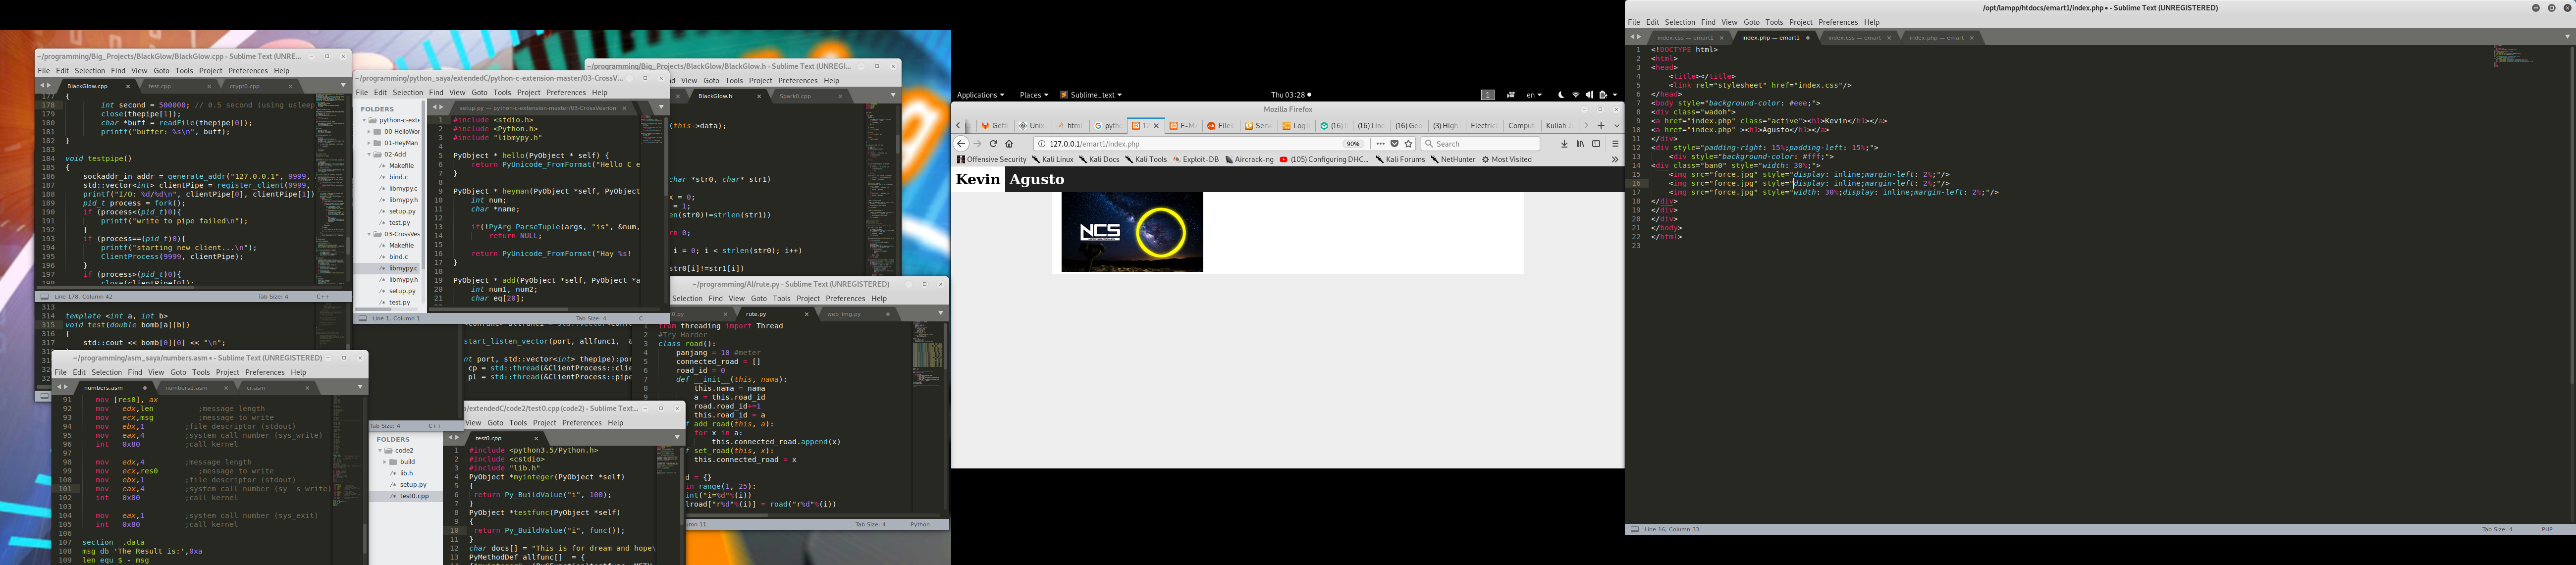 ~/programming/Big_Projects/BlackGlow/BlackGlow.cpp - Sublime Text (UNRE...
File Edit Selection Find View Goto Tools Project Preferences Help
BlackGlow.cpp test.cpp crypt0.cpp
177 {
178 int second = 500000; // 0.5 second (using usleep
179 close(thepipe[1]);
180 char *buff = readFile(thepipe[0]);
181 printf("buffer: %s\n", buff);
182 }
183
184 void testpipe()
185 {
186 sockaddr_in addr = generate_addr("127.0.0.1", 9999,
187 std::vector<int> clientPipe = register_client(9999,
188 printf("I/O: %d/%d\n", clientPipe[0], clientPipe[1])
189 pid_t process = fork();
190 if (process<(pid_t)0){
191 printf("write to pipe failed\n");
192 }
193 if (process==(pid_t)0){
194 printf("starting new client...\n");
195 ClientProcess(9999, clientPipe);
196 }
197 if (process>(pid_t)0){
198 close(clientPipe[0]);
Line 178, Column 42 Tab Size: 4 C++
313
314 template <int a, int b>
315 void test(double bomb[a][b])
316 {
317 std::cout << bomb[0][0] << "\n";
~/programming/python_saya/extendedC/python-c-extension-master/03-CrossV...
File Edit Selection Find View Goto Tools Project Preferences Help
FOLDERS
python-c-exte
00-HelloWor
01-HeyMan
02-Add
Makefile
bind.c
libmypy.c
libmypy.h
setup.py
test.py
03-CrossVes
Makefile
bind.c
libmypy.c
libmypy.h
setup.py
test.py
setup.py — python-c-extension-master/03-CrossVesrion
1 #include <stdio.h>
2 #include <Python.h>
3 #include "libmypy.h"
4
5 PyObject * hello(PyObject * self) {
6 return PyUnicode_FromFormat("Hello C e
7 }
8
9 PyObject * heyman(PyObject *self, PyObject
10 int num;
11 char *name;
12
13 if(!PyArg_ParseTuple(args, "is", &num,
14 return NULL;
15
16 return PyUnicode_FromFormat("Hay %s!
17 }
18
19 PyObject * add(PyObject *self, PyObject *a
20 int num1, num2;
21 char eq[20];
Line 1, Column 1 Tab Size: 4 C
~/programming/Big_Projects/BlackGlow/BlackGlow.h - Sublime Text (UNREGI...
View Goto Tools Project Preferences Help
BlackGlow.h Spark0.cpp
(this->data);
(char *str0, char* str1)
x = 0;
= 1;
en(str0)!=strlen(str1))
rn 0;
i = 0; i < strlen(str0); i++)
str0[i]!=str1[i])
start_listen_vector(port, allfunc1,
nt port, std::vector<int> thepipe):por
cp = std::thread(&ClientProcess::clie
pl = std::thread(&ClientProcess::pipe
Tab Size: 4 C++
~/programming/AI/rute.py - Sublime Text (UNREGISTERED)
Selection Find View Goto Tools Project Preferences Help
rute.py web_img.py
1 from threading import Thread
2 #Try Harder
3 class road():
4 panjang = 10 #meter
5 connected_road = []
6 road_id = 0
7 def __init__(this, nama):
8 this.nama = nama
a = this.road_id
road.road_id+=1
this.road_id = a
f add_road(this, a):
for x in a:
this.connected_road.append(x)
f set_road(this, x):
this.connected_road = x
d = {}
in range(1, 25):
int("i=%d"%(i))
lroad["r%d"%(i)] = road("r%d"%(i))
Tab Size: 4 Python
~/programming/asm_saya/numbers.asm • - Sublime Text (UNREGISTERED)
File Edit Selection Find View Goto Tools Project Preferences Help
numbers.asm numbers1.asm cr.asm
91 mov [res0], ax
92 mov edx,len ;message length
93 mov ecx,msg ;message to write
94 mov ebx,1 ;file descriptor (stdout)
95 mov eax,4 ;system call number (sys_write)
96 int 0x80 ;call kernel
97
98 mov edx,4 ;message length
99 mov ecx,res0 ;message to write
100 mov ebx,1 ;file descriptor (stdout)
101 mov eax,4 ;system call number (sy s_write)
102 int 0x80 ;call kernel
103
104 mov eax,1 ;system call number (sys_exit)
105 int 0x80 ;call kernel
106
107 section .data
108 msg db 'The Result is:',0xa
109 len equ $ - msg
a/extendedC/code2/test0.cpp (code2) - Sublime Text...
View Goto Tools Project Preferences Help
FOLDERS
code2
build
lib.h
setup.py
test0.cpp
test0.cpp
1 #include <python3.5/Python.h>
2 #include <cstdio>
3 #include "lib.h"
4 PyObject *myinteger(PyObject *self)
5 {
6 return Py_BuildValue("i", 100);
7 }
8 PyObject *testfunc(PyObject *self)
9 {
10 return Py_BuildValue("i", func());
11 }
12 char docs[] = "This is for dream and hope\
13 PyMethodDef allfunc[] = {
Applications Places Sublime_text Thu 03:28 1 en
Mozilla Firefox
Gett Unix html pyth 12 E-M Files Serv Log (16) (16) Lin (16) Gea (3) High Electric Comput Kuliah J
127.0.0.1/emart1/index.php 90% Search
Offensive Security Kali Linux Kali Docs Kali Tools Exploit-DB Aircrack-ng (105) Configuring DHC... Kali Forums NetHunter Most Visited
Kevin Agusto
NCS
/opt/lampp/htdocs/emart1/index.php • - Sublime Text (UNREGISTERED)
File Edit Selection Find View Goto Tools Project Preferences Help
index.css — emart1 index.php — emart1 index.css — emart index.php — emart
1 <!DOCTYPE html>
2 <html>
3 <head>
4 <title></title>
5 <link rel="stylesheet" href="index.css"/>
6 </head>
7 <body style="background-color: #eee;">
8 <div class="wadoh">
9 <a href="index.php" class="active"><h1>Kevin</h1></a>
10 <a href="index.php" ><h1>Agusto</h1></a>
11 </div>
12 <div style="padding-right: 15%;padding-left: 15%;">
13 <div style="background-color: #fff;">
14 <div class="ban0" style="width: 30%;">
15 <img src="force.jpg" style="display: inline;margin-left: 2%;"/>
16 <img src="force.jpg" style="display: inline;margin-left: 2%;"/>
17 <img src="force.jpg" style="width: 30%;display: inline;margin-left: 2%;"/>
18 </div>
19 </div>
20 </div>
21 </body>
22 </html>
23
Line 16, Column 33 Tab Size: 4 PHP